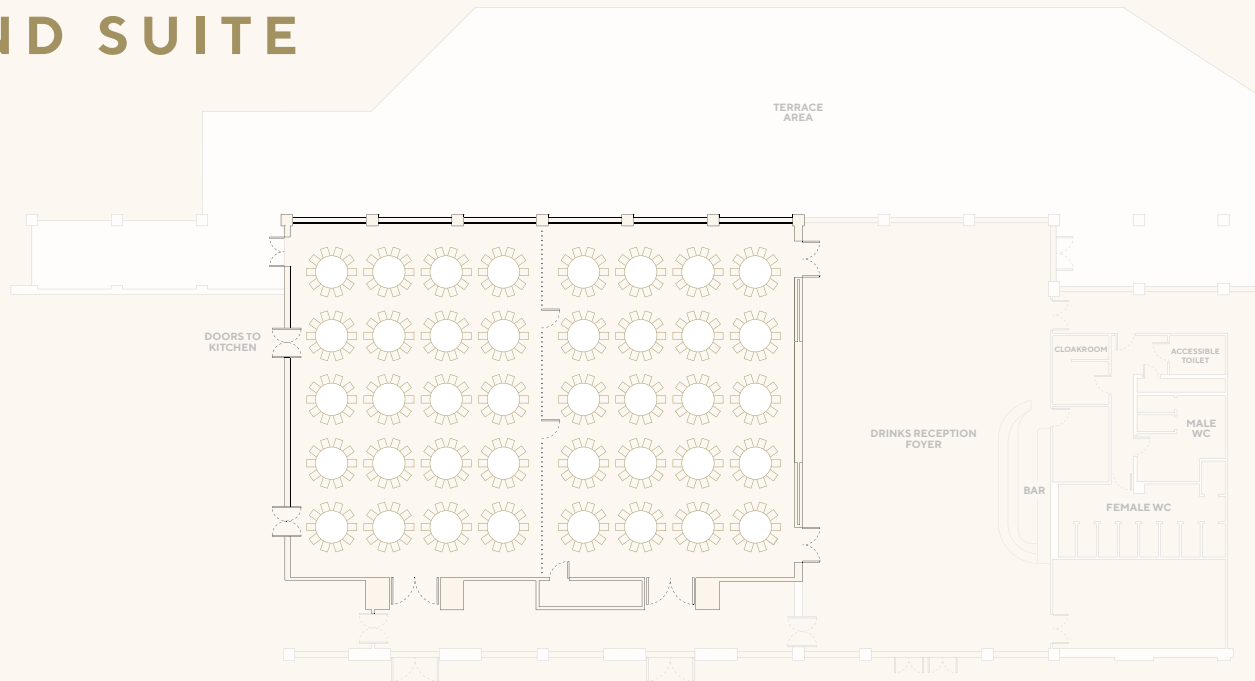 ND SUITE
TERRACE
AREA
DOORS TO
KITCHEN
CLOAKROOM
ACCESSIBLE
TOILET
MALE
WC
DRINKS RECEPTION
FOYER
BAR
FEMALE WC